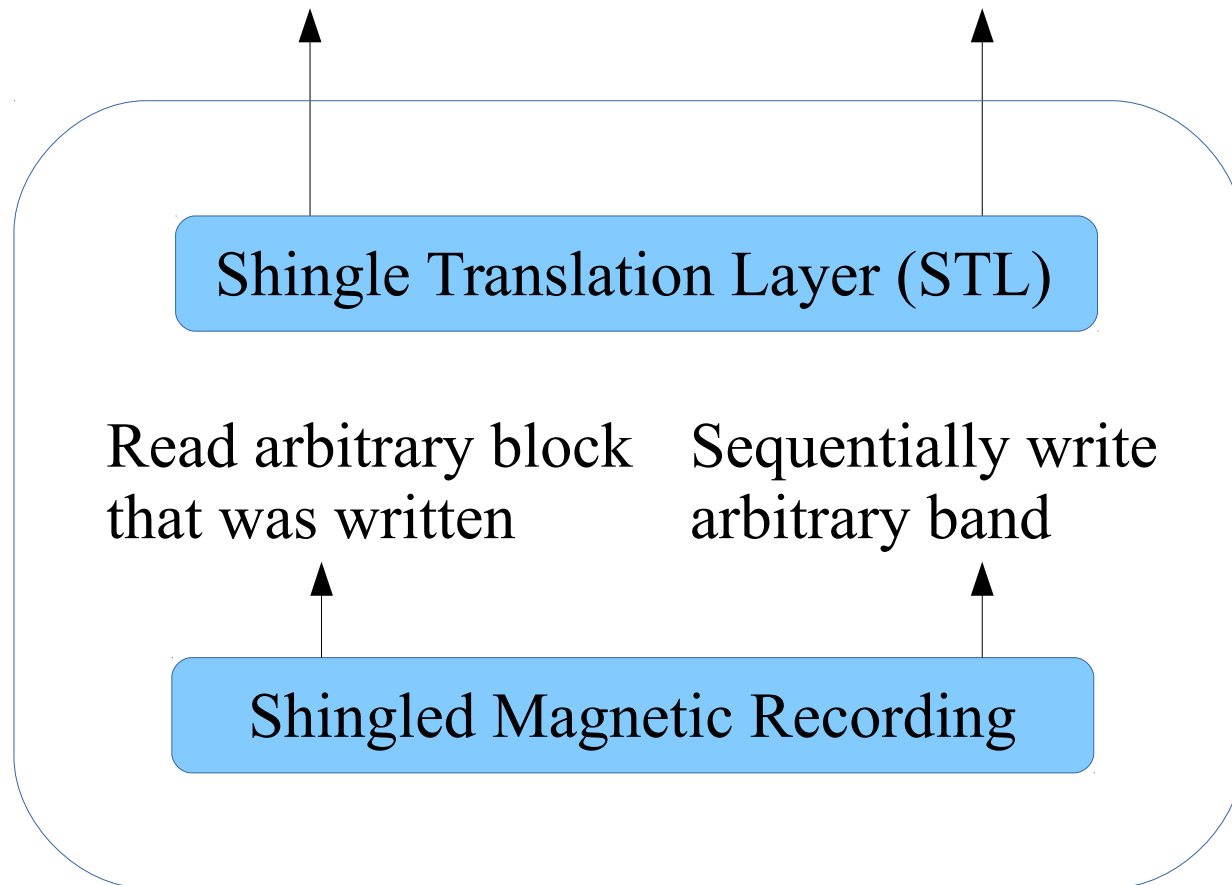 Shingle Translation Layer (STL)
Read arbitrary block
that was written
Sequentially write
arbitrary band
Shingled Magnetic Recording